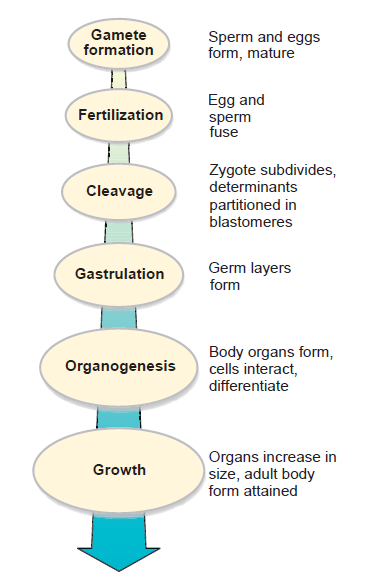 Gamete
formation
Sperm and eggs
form, mature
Fertilization
Egg and
sperm
fuse
Cleavage
Zygote subdivides,
determinants
partitioned in
blastomeres
Gastrulation
Germ layers
form
Organogenesis
Body organs form,
cells interact,
differentiate
Growth
Organs increase in
size, adult body
form attained